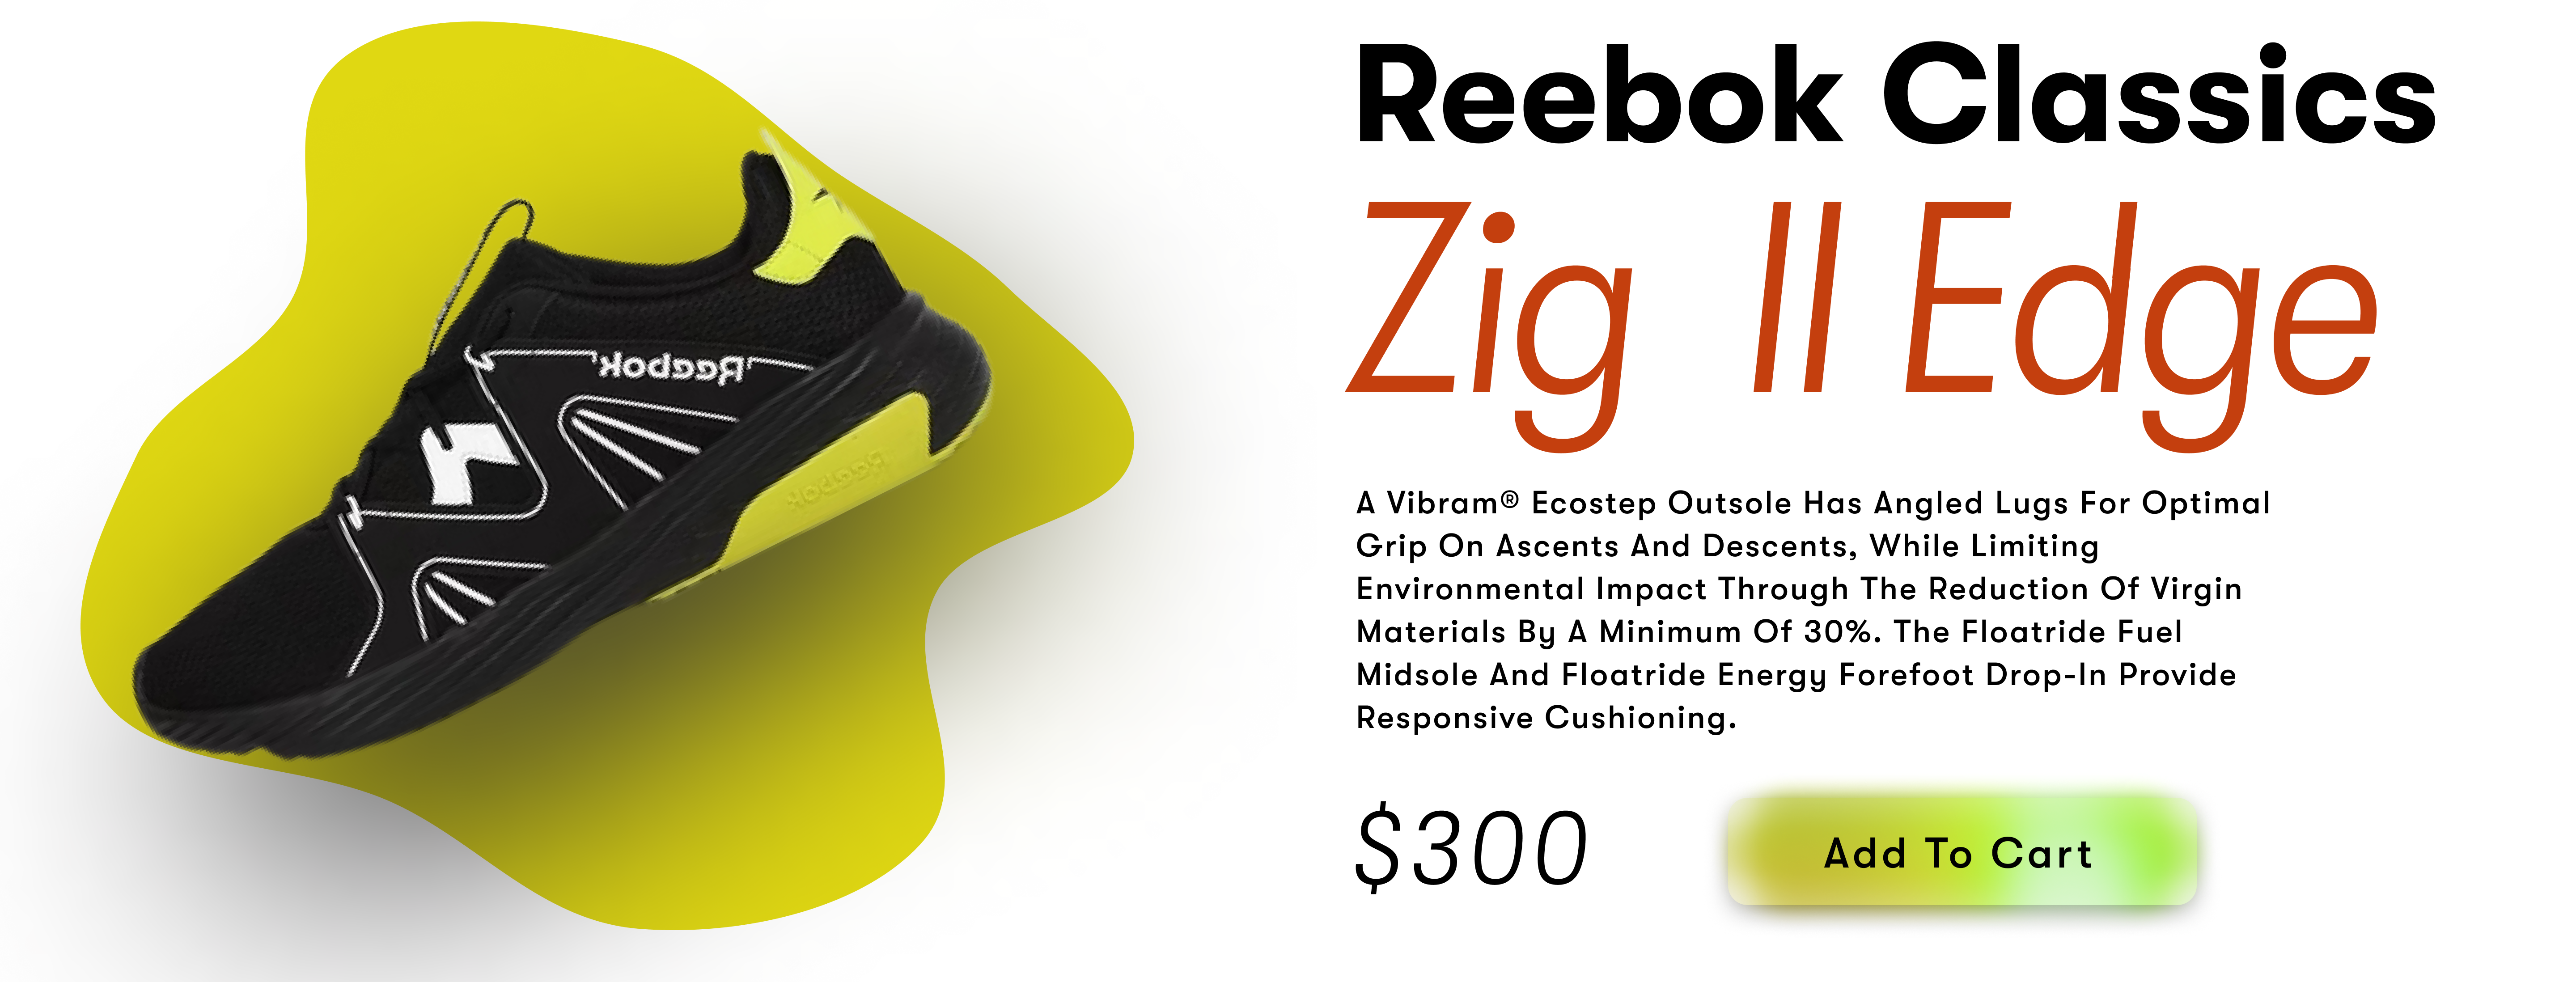 Reebok Classics
Zig II Edge
Reebok
Reebok
A Vibram® Ecostep Outsole Has Angled Lugs For Optimal
Grip On Ascents And Descents, While Limiting
Environmental Impact Through The Reduction Of Virgin
Materials By A Minimum Of 30%. The Floatride Fuel
Midsole And Floatride Energy Forefoot Drop-In Provide
Responsive Cushioning.
$300
Add To Cart